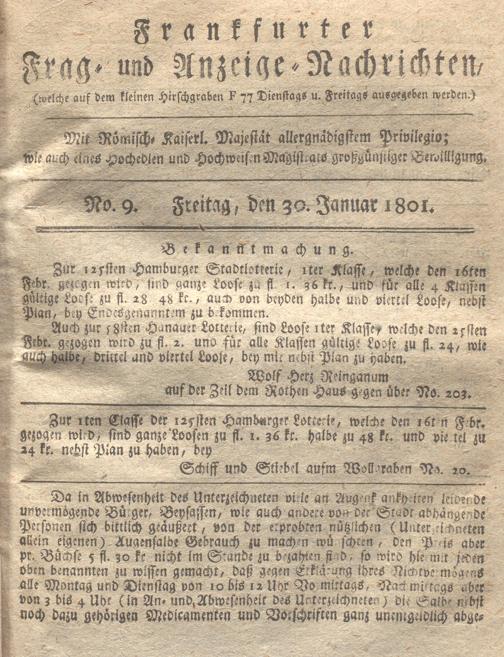 Frankfurter
Frag- und Anzeige-Nachrichten,
(welche auf dem kleinen Hirschgraben F 77 Dienstags u. Freitags ausgegeben werden.)
Mit Römisch- Kaiserl. Majestät allergnädigstem Privilegio;
wie auch eines Hochedlen und Hochweisen Magistrats großgünstiger Bewilligung.
No. 9. Freitag, den 30. Januar 1801.
Bekanntmachung.
Zur 125sten Hamburger Stadtlotterie, 1ter Klasse, welche den 16ten
Febr. gezogen wird, sind ganze Loose zu fl. 1. 36 kr., und für alle 4 Klassen
gültige Loose zu fl. 28 48 kr., auch von beyden halbe und viertel Loose, nebst
Plan, bey Endesgenanntem zu bekommen.
Auch zur 58sten Hanauer Lotterie, sind Loose 1ter Klasse, welche den 25sten
Febr. gezogen wird zu fl. 2. und für alle Klassen gültige Loose zu fl. 24, wie
auch halbe, drittel und viertel Loose, bey mir nebst Plan zu haben.
Wolf Herz Reinganum
auf der Zeil dem Rothen Haus gegen über No. 203.
Zur 1ten Classe der 125sten Hamburger Lotterie, welche den 16ten Febr.
gezogen wird, sind ganze Loosen zu fl. 1. 36 kr. halbe zu 48 kr. und viertel zu
24 kr. nebst Plan zu haben, bey
Schiff und Stiebel aufm Wollgraben No. 20.
Da in Abwesenheit des Unterzeichneten viele an Augenkrankheiten leidende
unvermögende Bürger, Beysassen, wie auch andere von der Stadt abhängende
Personen sich bittlich geäußert, von der erprobten nützlichen (Unterzeichneten
allein eigenen) Augensalbe Gebrauch zu machen wünschten, den Preis aber
pr. Büchse 5 fl. 30 kr nicht im Stande zu bezahlen sind, so wird hiemit jeden
oben benannten zu wissen gemacht, daß gegen Erklärung ihres Nichtvermögens
alle Montag und Dienstag von 10 bis 12 Uhr Vormittags, Nachmittags aber
von 3 bis 4 Uhr (in An- und Abwesenheit des Unterzeichneten) die Salbe nebst
noch dazu gehörigen Medicamenten und Vorschriften ganz unentgeldlich abge-